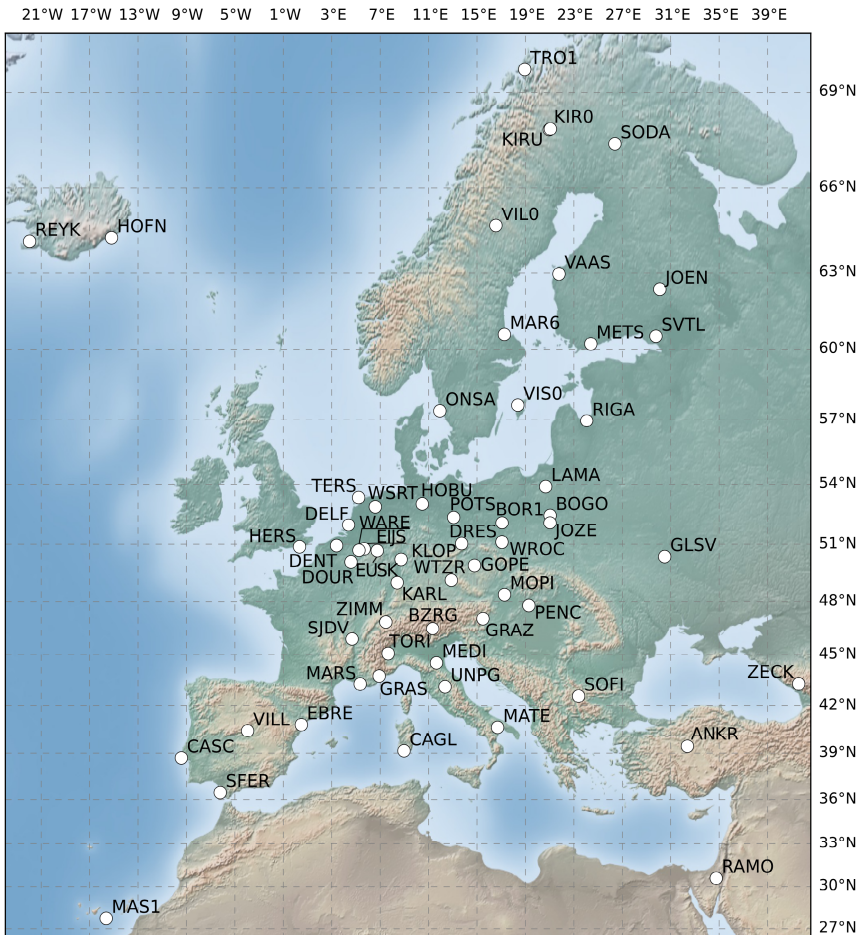 21°W 17°W 13°W 9°W 5°W 1°W 3°E 7°E 11°E 15°E 19°E 23°E 27°E 31°E 35°E 39°E
TRO1
69°N
KIR0
KIRU
SODA
66°N
VIL0
REYK
HOFN
VAAS
63°N
JOEN
MAR6
METS
SVTL
60°N
ONSA
VIS0
RIGA
57°N
LAMA
54°N
TERS
WSRT
HOBU
POTS
BOR1
BOGO
DELF
WARE
DRES
JOZE
HERS
EIJS
KLOP
WROC
GLSV
51°N
DENT
DOUR
EUSK
WTZR
GOPE
KARL
MOPI
48°N
ZIMM
BZRG
PENC
SJDV
GRAZ
TORI
MEDI
45°N
MARS
GRAS
UNPG
SOFI
ZECK
42°N
VILL
EBRE
MATE
ANKR
CASC
CAGL
39°N
SFER
36°N
33°N
RAMO
30°N
MAS1
27°N